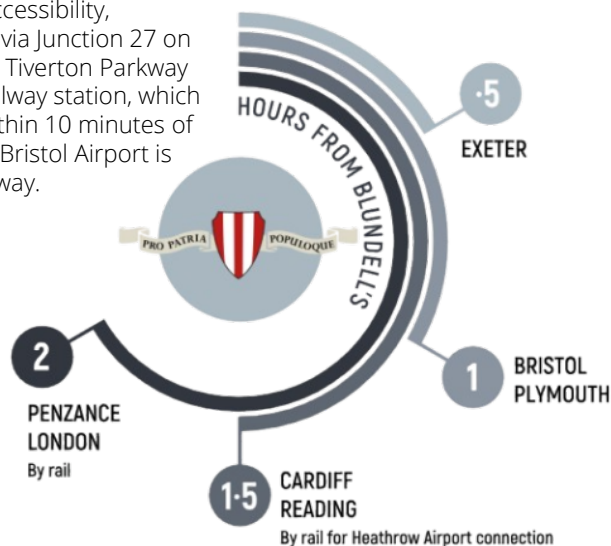 ccessibility,
via Junction 27 on
Tiverton Parkway
lway station, which
thin 10 minutes of
Bristol Airport is
way.
HOURS FROM BLUNDELL'S
·5
EXETER
PRO PATRIA POPULOQUE
1
BRISTOL
PLYMOUTH
2
PENZANCE
LONDON
By rail
1·5
CARDIFF
READING
By rail for Heathrow Airport connection